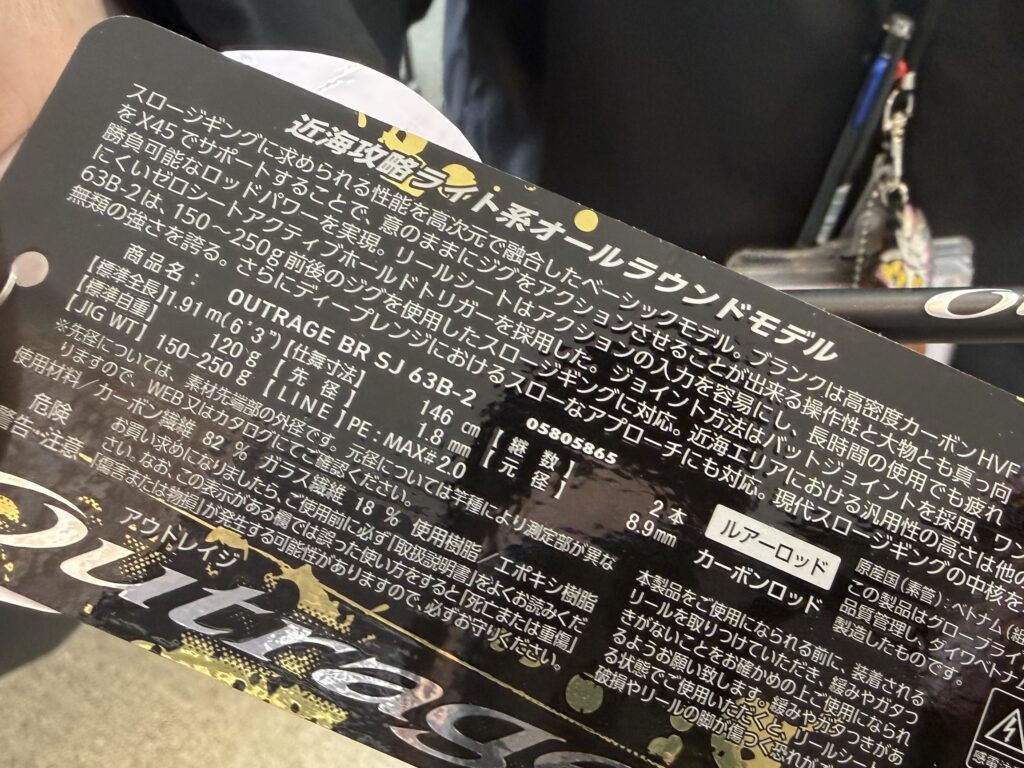 近海攻略ライト系オールラウンドモデル
スロージギングに求められる性能を高次元で融合したベーシックモデル。ブランクは高密度カーボンHVF
をX45でサポートすることで、意のままにジグをアクションさせることが出来る操作性と大物とも真っ向
勝負可能なロッドパワーを実現。リールシートはアクションの入力を容易にし、長時間の使用でも疲れ
にくいゼロシートアクティブホールドトリガーを採用した。ジョイント方法はバットジョイントを採用、ワン
63B-2は、150～250g前後のジグを使用したスロージギングに対応。近海エリアにおける汎用性の高さは他の
無類の強さを誇る。さらにディープレンジにおけるスローなアプローチにも対応。現代スロージギングの中核を
商品名： OUTRAGE BR SJ 63B-2 05805865
【標準全長】1.91m(6'3") 【仕舞寸法】 146 cm 【継数】 2本
【標準自重】 120 g 【先径】 1.8 mm 【元径】 8.9mm
【JIG WT】 150-250 g 【LINE】PE：MAX#2.0
※先径については、素材先端部の外径です。元径については竿種により測定部が異な
りますので、WEB又はカタログにてご確認ください。
使用材料／カーボン繊維 82 % ガラス繊維 18 % 使用樹脂／エポキシ樹脂
危険
警告・注意
お買い求めになりましたら、ご使用前に必ず「取扱説明書」をよくお読みくだ
さい。なお、この表示がある欄では誤った使い方をすると「死亡または重傷」
「傷害または物損」が発生する可能性がありますので、必ずお守りください。
ルアーロッド
カーボンロッド
本製品をご使用になられる前に、装着される
リールを取りつけていただき、緩みやガタつ
きがないことをお確かめの上ご使用になられ
るようお願い致します。緩みやガタつきがあ
る状態でご使用いただくと、リールシート
破損やリールの脚が傷つく恐れが
原産国(素管)：ベトナム
この製品はグローブライド
品質管理し、
製造したものです。
感電注
アウトレイジ
Outrage
Ou